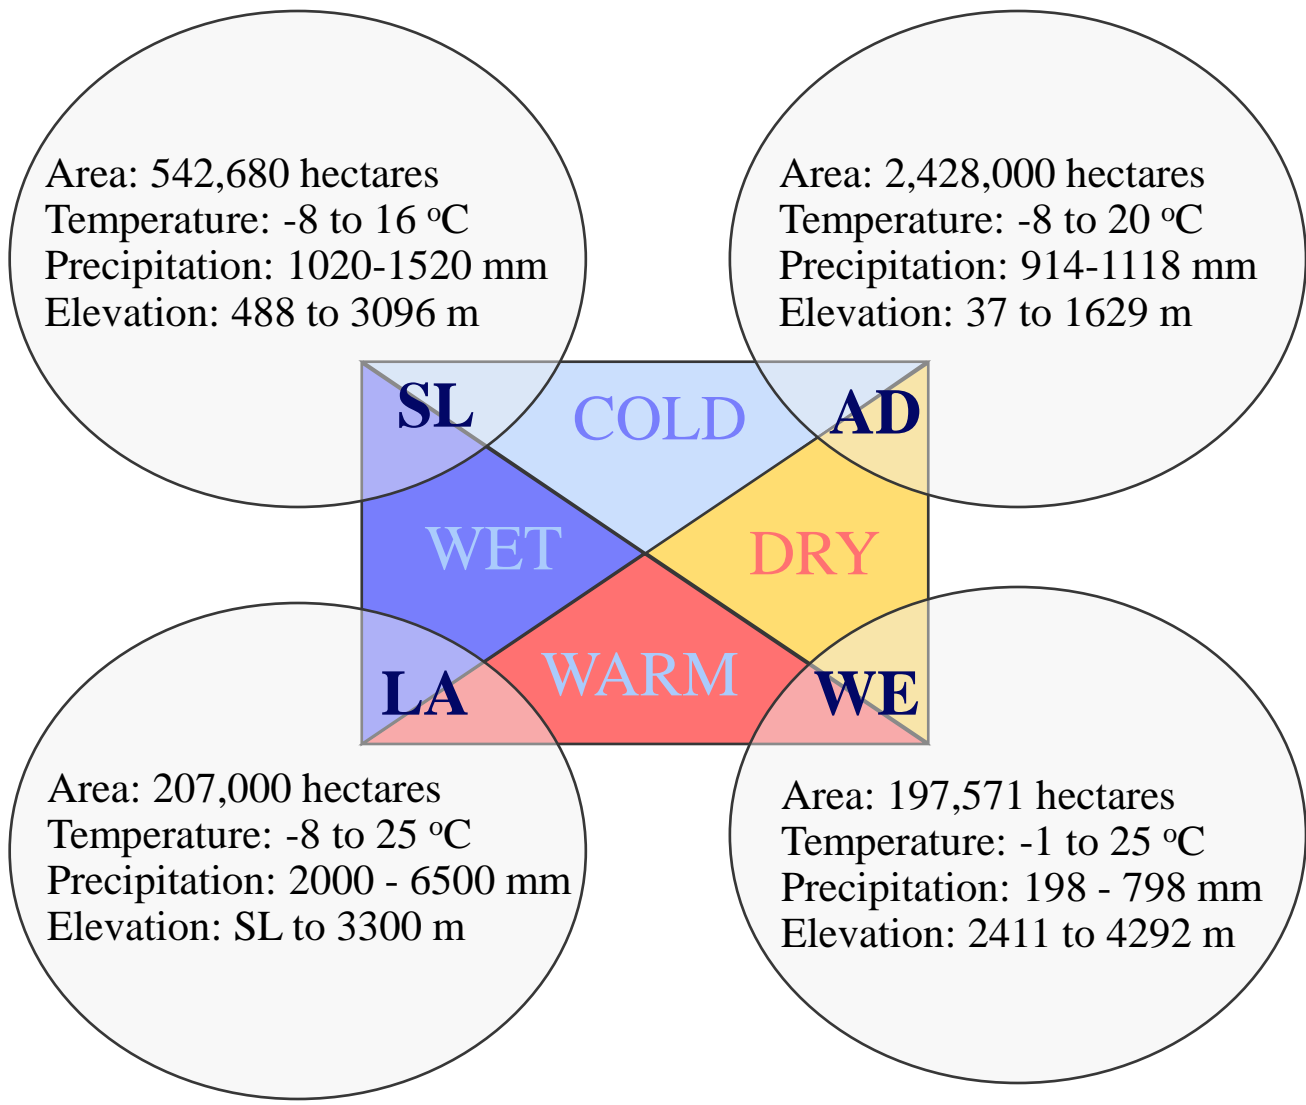 Area: 542,680 hectares
Temperature: -8 to 16 ºC
Precipitation: 1020-1520 mm
Elevation: 488 to 3096 m
Area: 2,428,000 hectares
Temperature: -8 to 20 ºC
Precipitation: 914-1118 mm
Elevation: 37 to 1629 m
SL
COLD
AD
WET
DRY
WARM
LA
WE
Area: 207,000 hectares
Temperature: -8 to 25 ºC
Precipitation: 2000 - 6500 mm
Elevation: SL to 3300 m
Area: 197,571 hectares
Temperature: -1 to 25 ºC
Precipitation: 198 - 798 mm
Elevation: 2411 to 4292 m